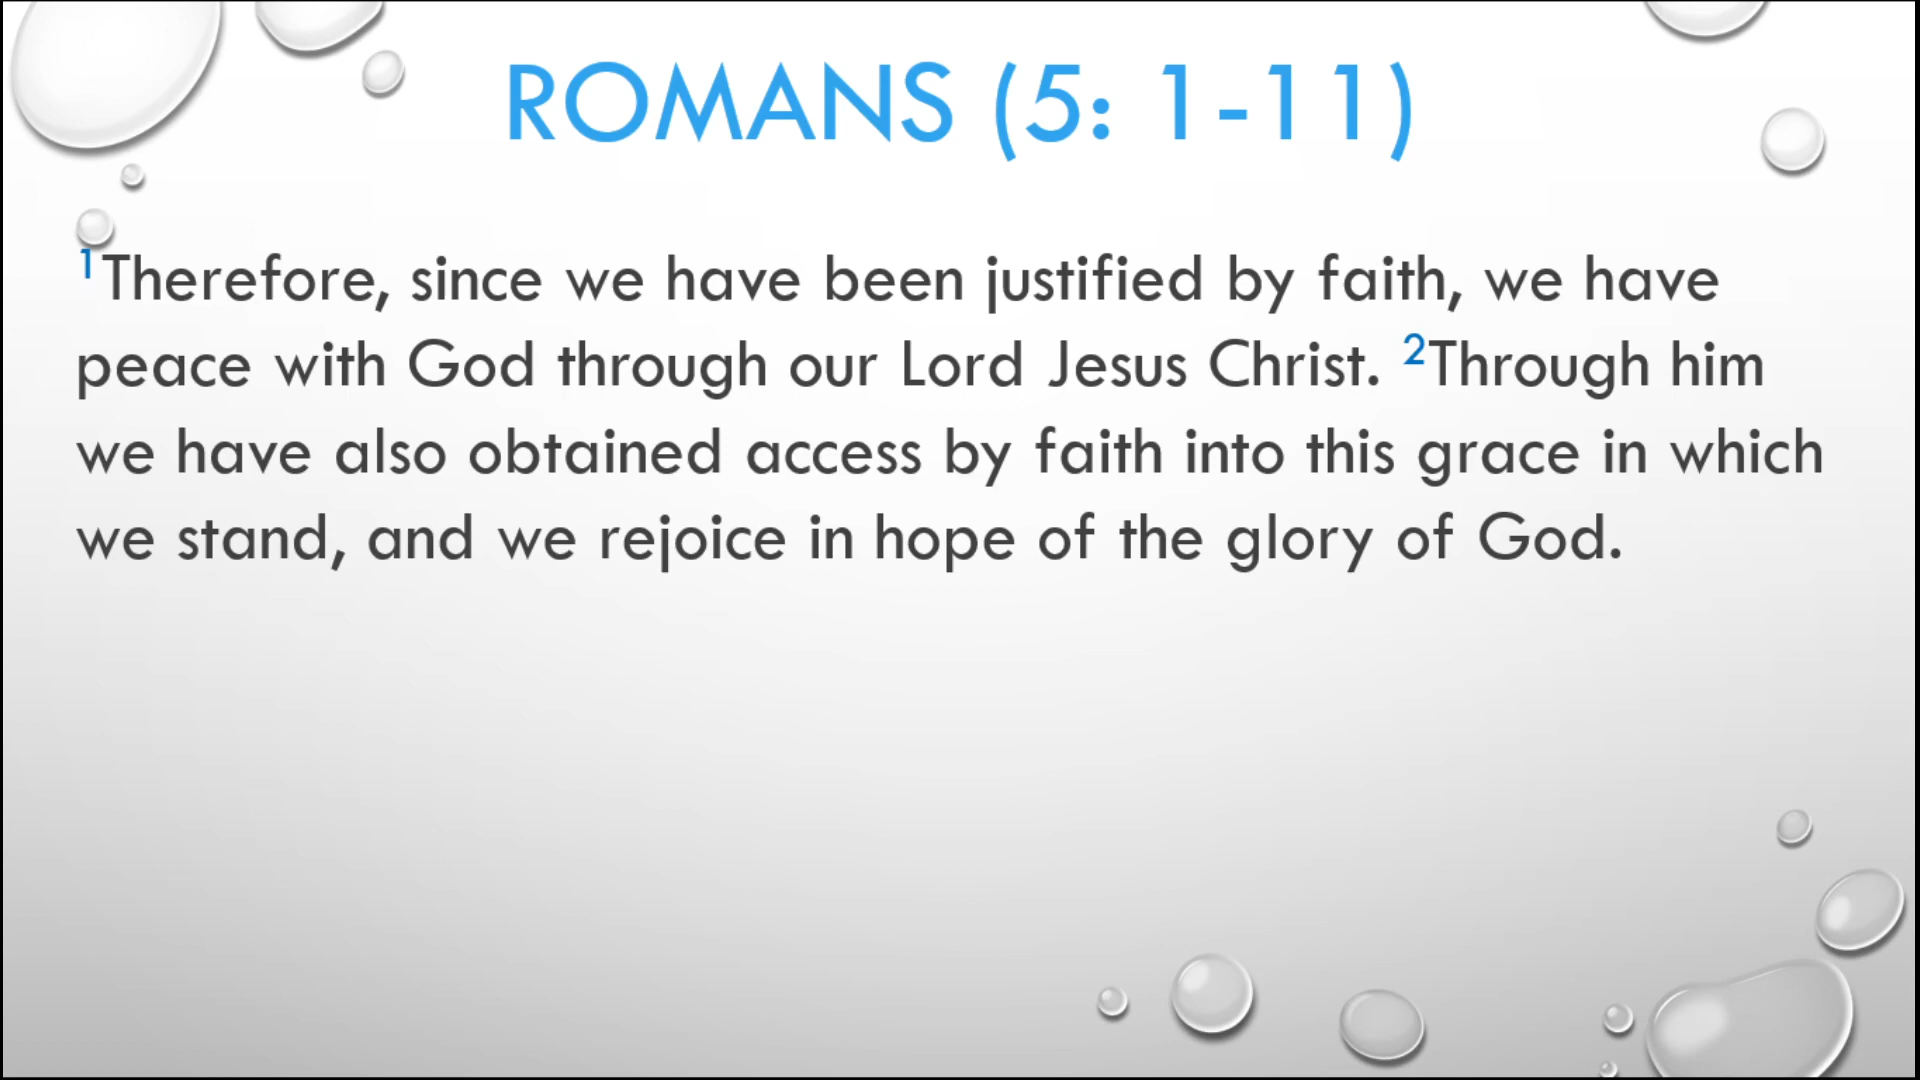 ROMANS (5: 1-11)
1Therefore, since we have been justified by faith, we have
peace with God through our Lord Jesus Christ. 2Through him
we have also obtained access by faith into this grace in which
we stand, and we rejoice in hope of the glory of God.